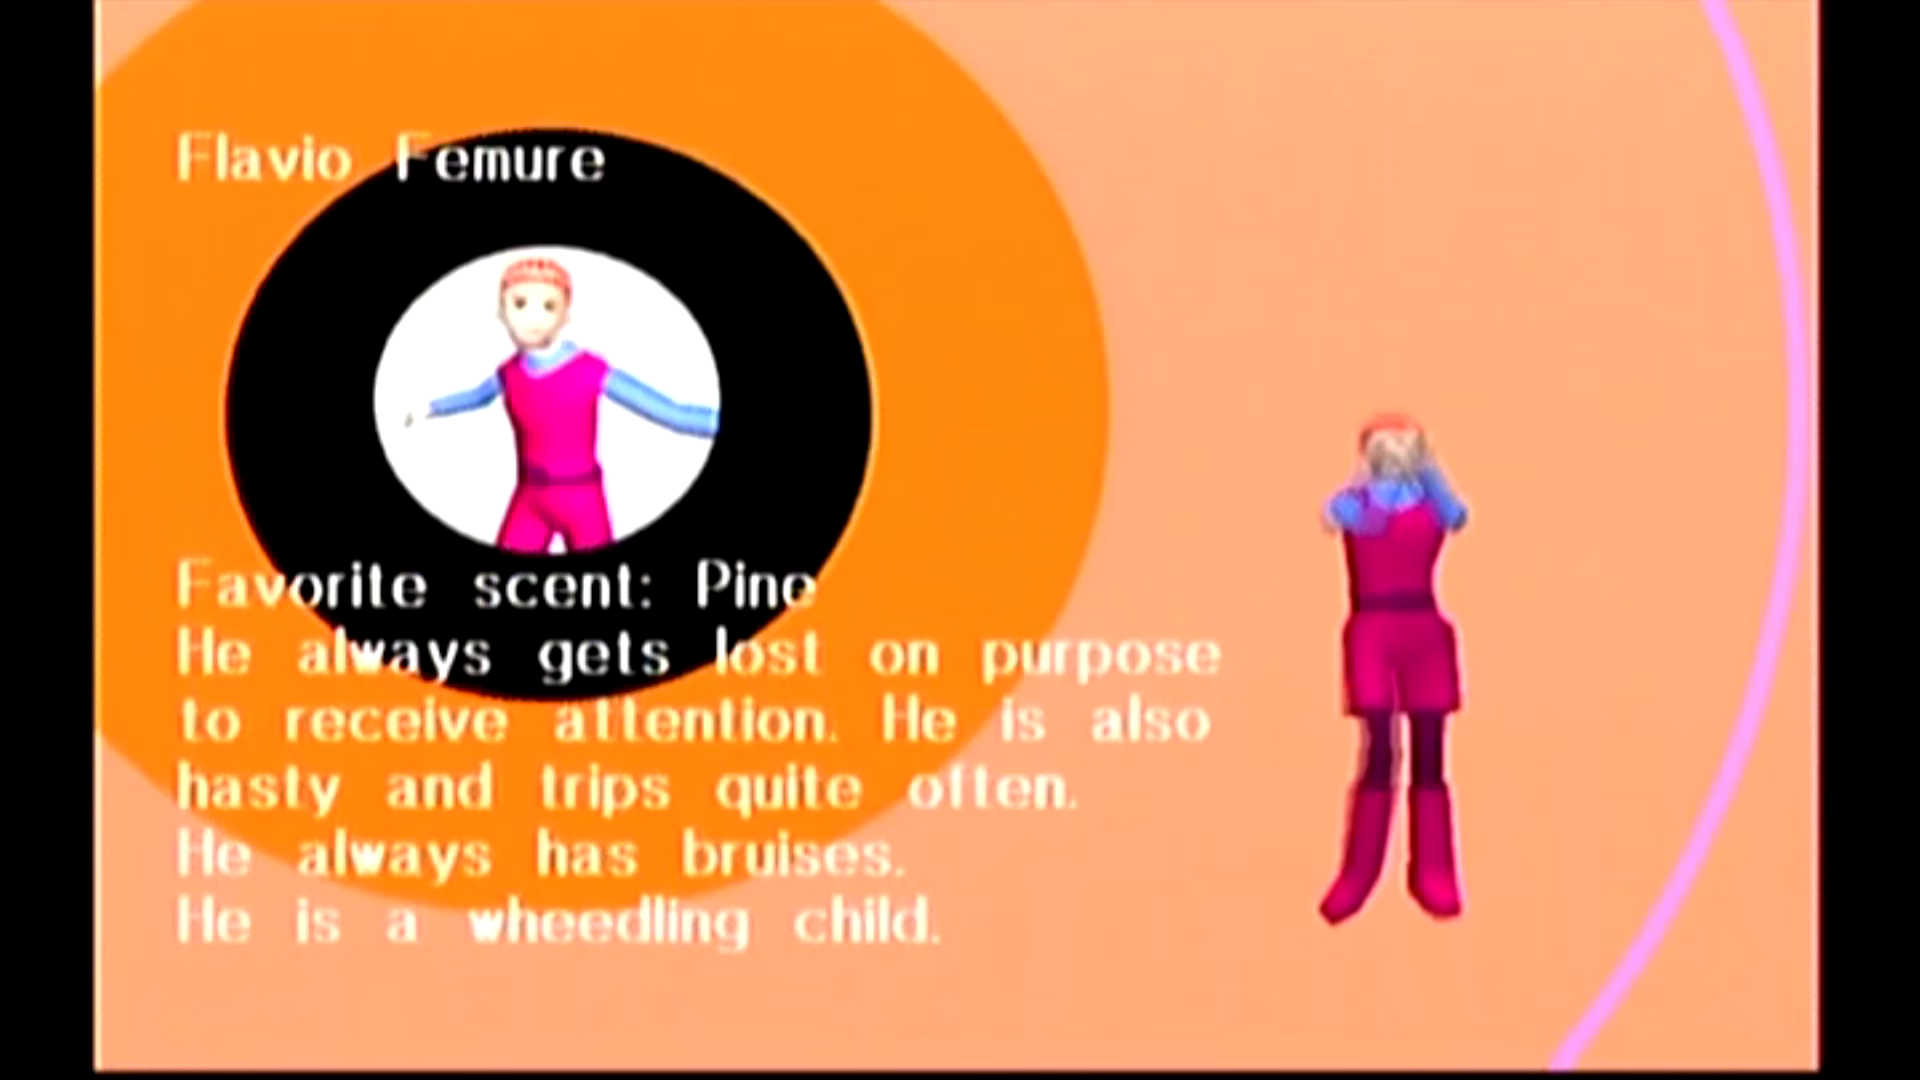 Flavio Femure
Favorite scent: Pine
He always gets lost on purpose
to receive attention. He is also
hasty and trips quite often.
He always has bruises.
He is a wheedling child.